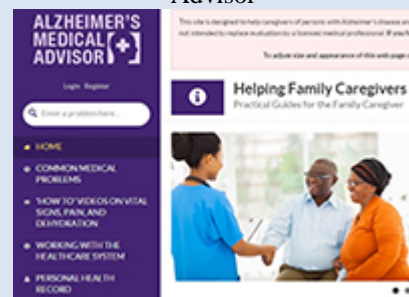 Advisor
ALZHEIMER'S
MEDICAL
ADVISOR
Login Register
Enter a problem here...
HOME
COMMON MEDICAL
PROBLEMS
'HOW TO' VIDEOS ON VITAL
SIGNS, PAIN, AND
DEHYDRATION
WORKING WITH THE
HEALTHCARE SYSTEM
PERSONAL HEALTH
RECORD
This site is designed to help caregivers of persons with Alzheimer's disease an
not intended to replace evaluation by a licensed medical professional. If you f
To adjust size and appearance of this web page
Helping Family Caregivers
Practical Guides for the Family Caregiver